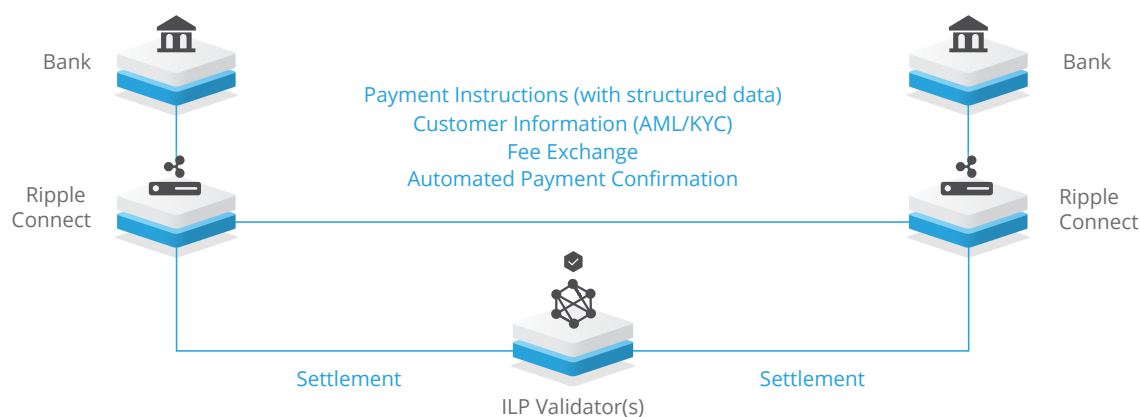 Bank
Bank
Payment Instructions (with structured data)
Customer Information (AML/KYC)
Fee Exchange
Automated Payment Confirmation
Ripple
Connect
Ripple
Connect
Settlement
Settlement
ILP Validator(s)